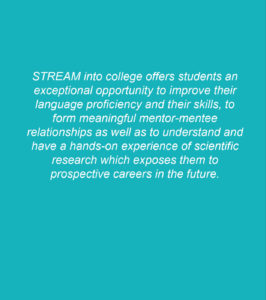 STREAM into college offers students an
exceptional opportunity to improve their
language proficiency and their skills, to
form meaningful mentor-mentee
relationships as well as to understand and
have a hands-on experience of scientific
research which exposes them to
prospective careers in the future.